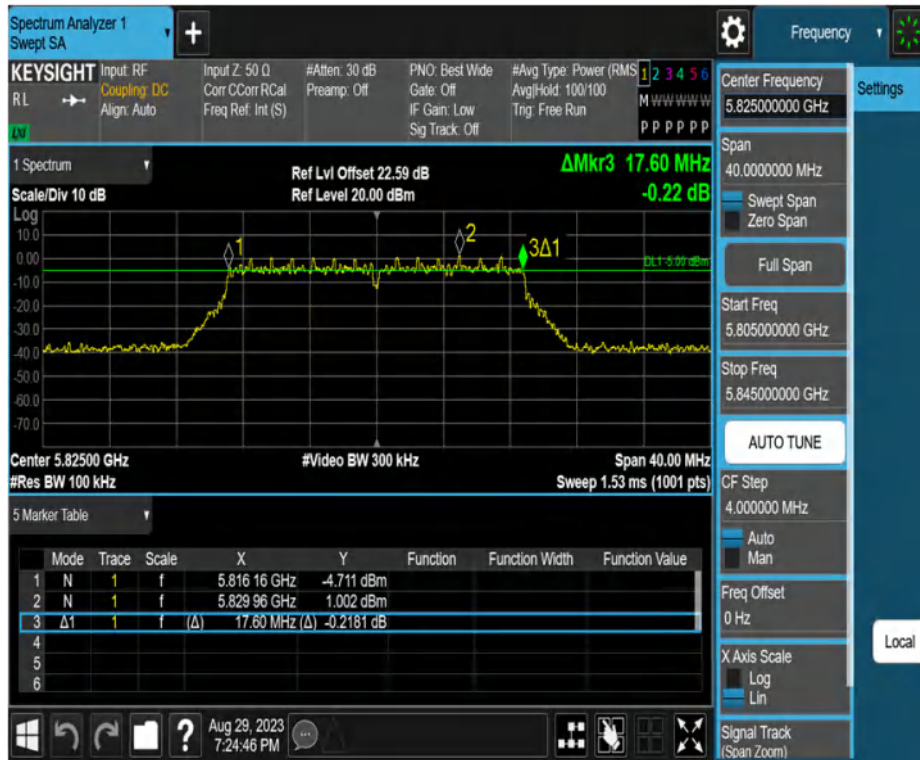 Spectrum Analyzer 1
Swept SA
+
Frequency
KEYSIGHT
RL
LXI
Input: RF
Coupling: DC
Align: Auto
Input Z: 50 Ω
Corr CCorr RCal
Freq Ref: Int (S)
#Atten: 30 dB
Preamp: Off
PNO: Best Wide
Gate: Off
IF Gain: Low
Sig Track: Off
#Avg Type: Power (RMS
Avg|Hold: 100/100
Trig: Free Run
1 2 3 4 5 6
M W W W W W
P P P P P P
Center Frequency
5.825000000 GHz
Settings
1 Spectrum
Scale/Div 10 dB
Ref Lvl Offset 22.59 dB
Ref Level 20.00 dBm
ΔMkr3 17.60 MHz
-0.22 dB
Log
10.0
0.00
-10.0
-20.0
-30.0
-40.0
-50.0
-60.0
-70.0
1
2
3Δ1
DL1 -5.00 dBm
Center 5.82500 GHz
#Res BW 100 kHz
#Video BW 300 kHz
Span 40.00 MHz
Sweep 1.53 ms (1001 pts)
Span
40.0000000 MHz
Swept Span
Zero Span
Full Span
Start Freq
5.805000000 GHz
Stop Freq
5.845000000 GHz
AUTO TUNE
CF Step
4.000000 MHz
Auto
Man
Freq Offset
0 Hz
X Axis Scale
Log
Lin
Signal Track
(Span Zoom)
Local
5 Marker Table
Mode Trace Scale X Y Function Function Width Function Value
1 N 1 f 5.816 16 GHz -4.711 dBm
2 N 1 f 5.829 96 GHz 1.002 dBm
3 Δ1 1 f (Δ) 17.60 MHz (Δ) -0.2181 dB
4
5
6
?
Aug 29, 2023
7:24:46 PM